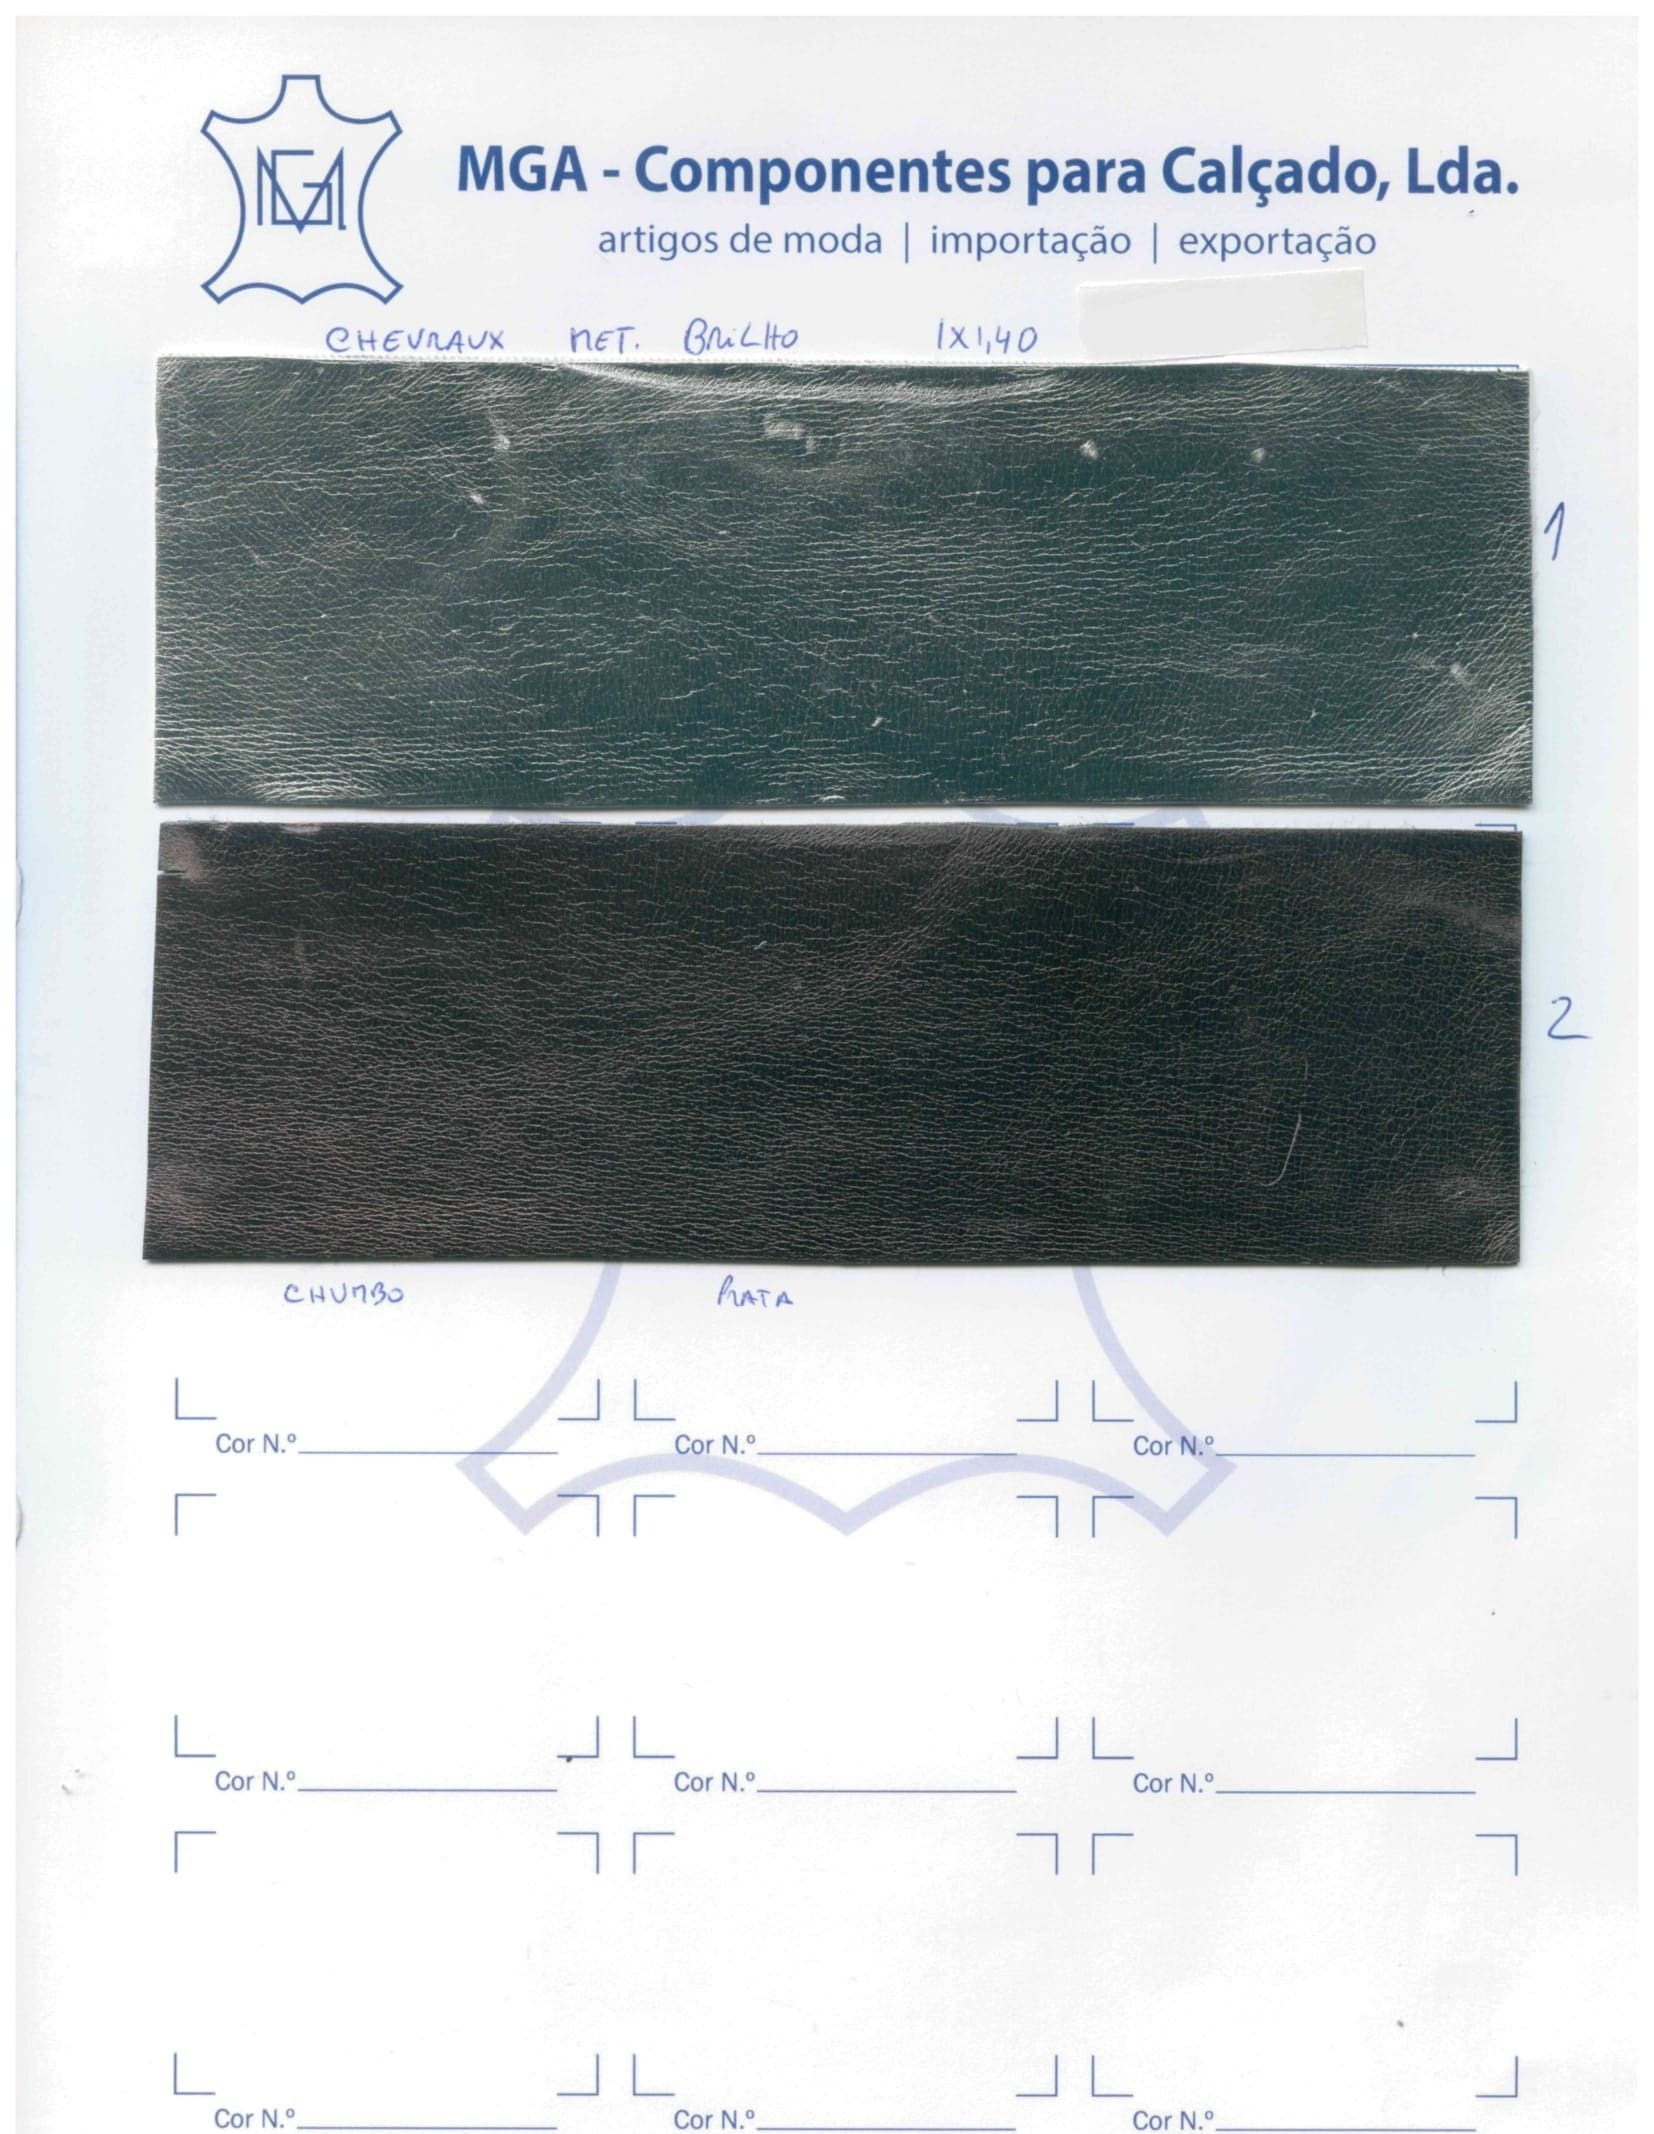 MGA
MGA - Componentes para Calçado, Lda.
artigos de moda | importação | exportação
CHEVRAUX MET. BRILHO 1X1,40
1
2
CHUMBO PRATA
Cor N.º Cor N.º Cor N.º
Cor N.º Cor N.º Cor N.º
Cor N.º Cor N.º Cor N.º